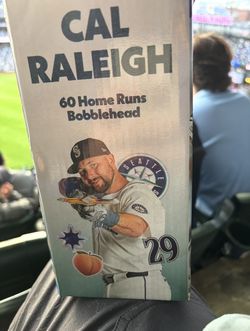 CAL
RALEIGH
60 Home Runs
Bobblehead
SEATTLE
29